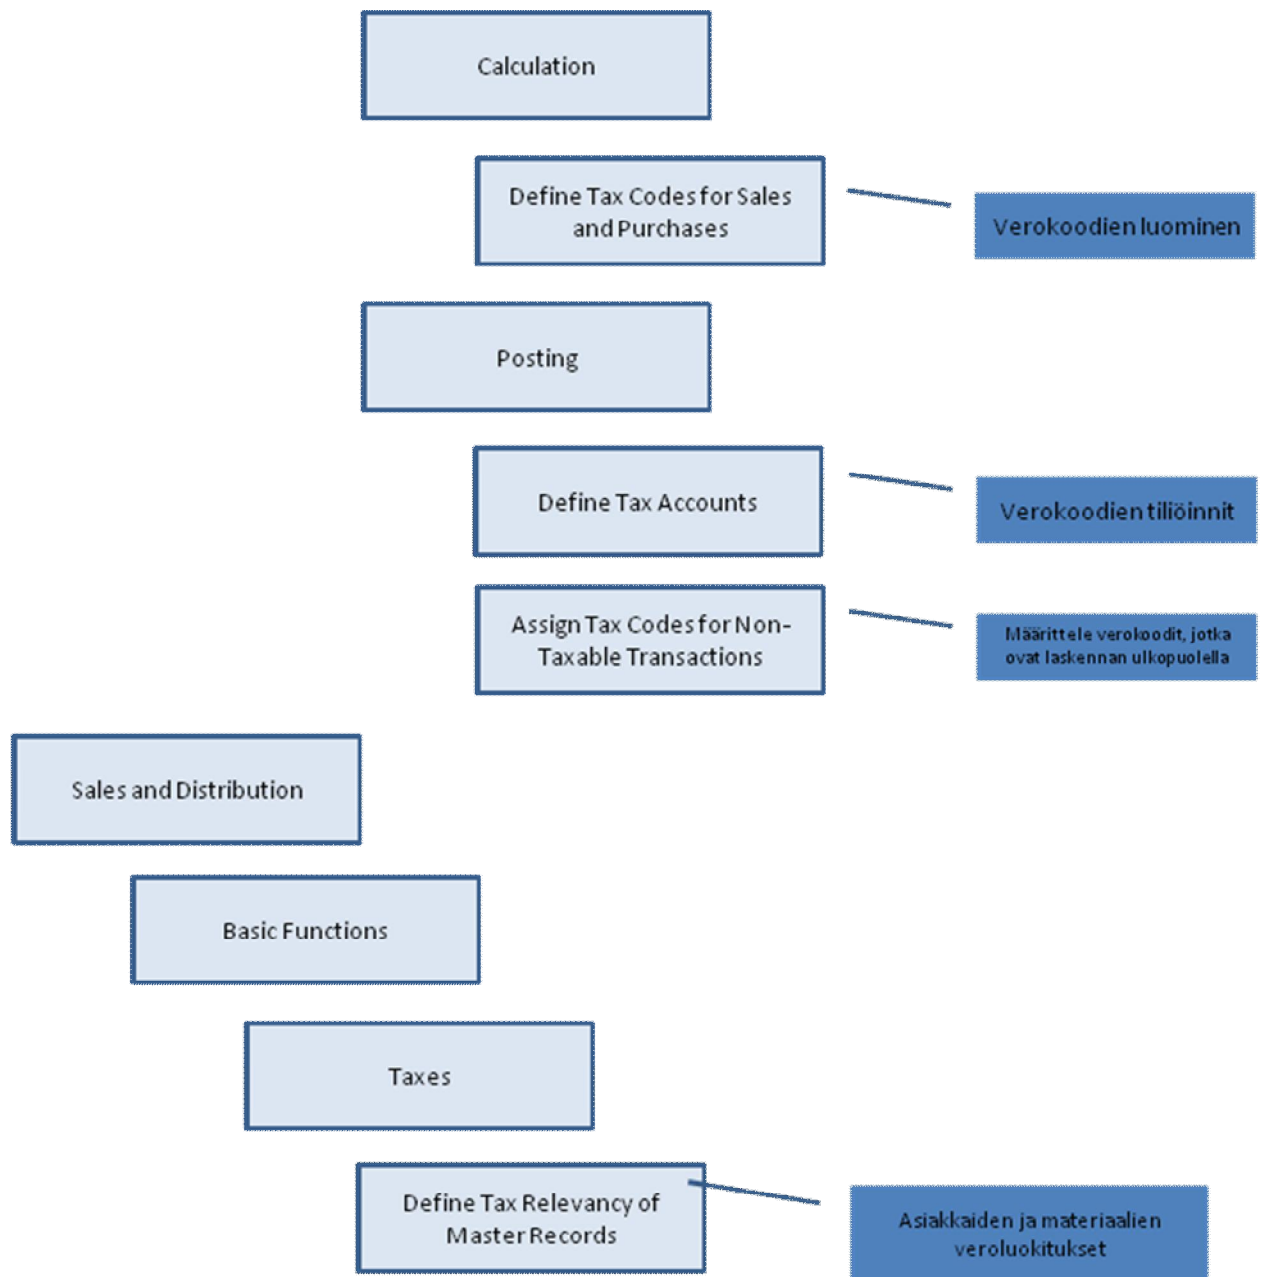 Calculation
Define Tax Codes for Sales
and Purchases
Verokoodien luominen
Posting
Define Tax Accounts
Verokoodien tiliöinnit
Assign Tax Codes for Non-
Taxable Transactions
Määrittele verokoodit, jotka
ovat laskennan ulkopuolella
Sales and Distribution
Basic Functions
Taxes
Define Tax Relevancy of
Master Records
Asiakkaiden ja materiaalien
veroluokitukset